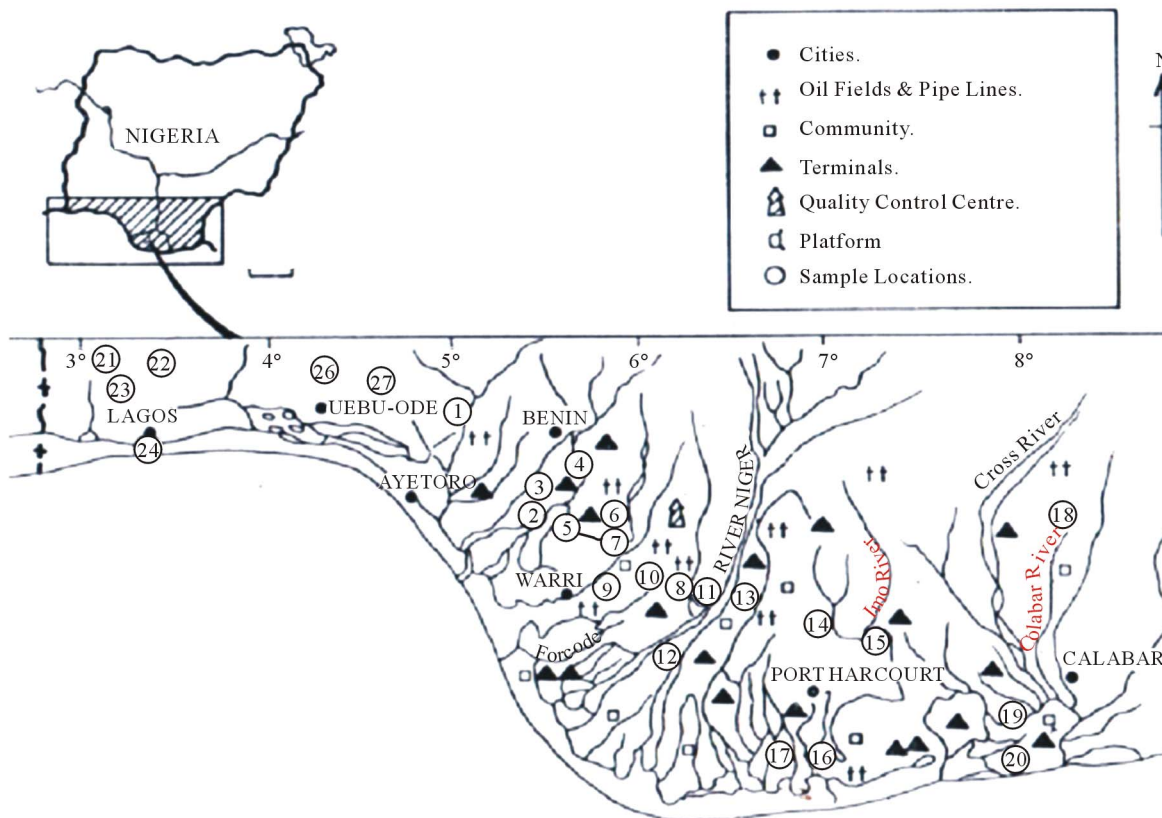 NIGERIA
Cities.
Oil Fields & Pipe Lines.
Community.
Terminals.
Quality Control Centre.
Platform
Sample Locations.
N
3°
4°
5°
6°
7°
8°
21
22
23
26
27
1
LAGOS
24
UEBU-ODE
BENIN
AYETORO
4
3
2
5
6
7
RIVER NIGER
Cross River
18
Imo River
Colabar River
WARRI
9
10
8
11
13
14
15
Forcode
12
PORT HARCOURT
CALABAR
19
17
16
20